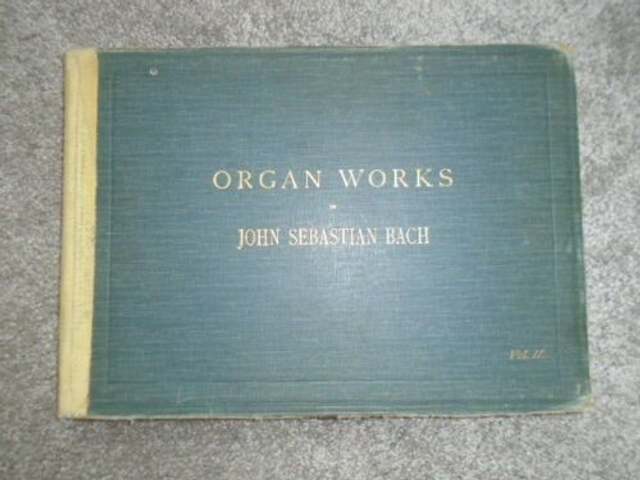 ORGAN WORKS
JOHN SEBASTIAN BACH
Vol. II.